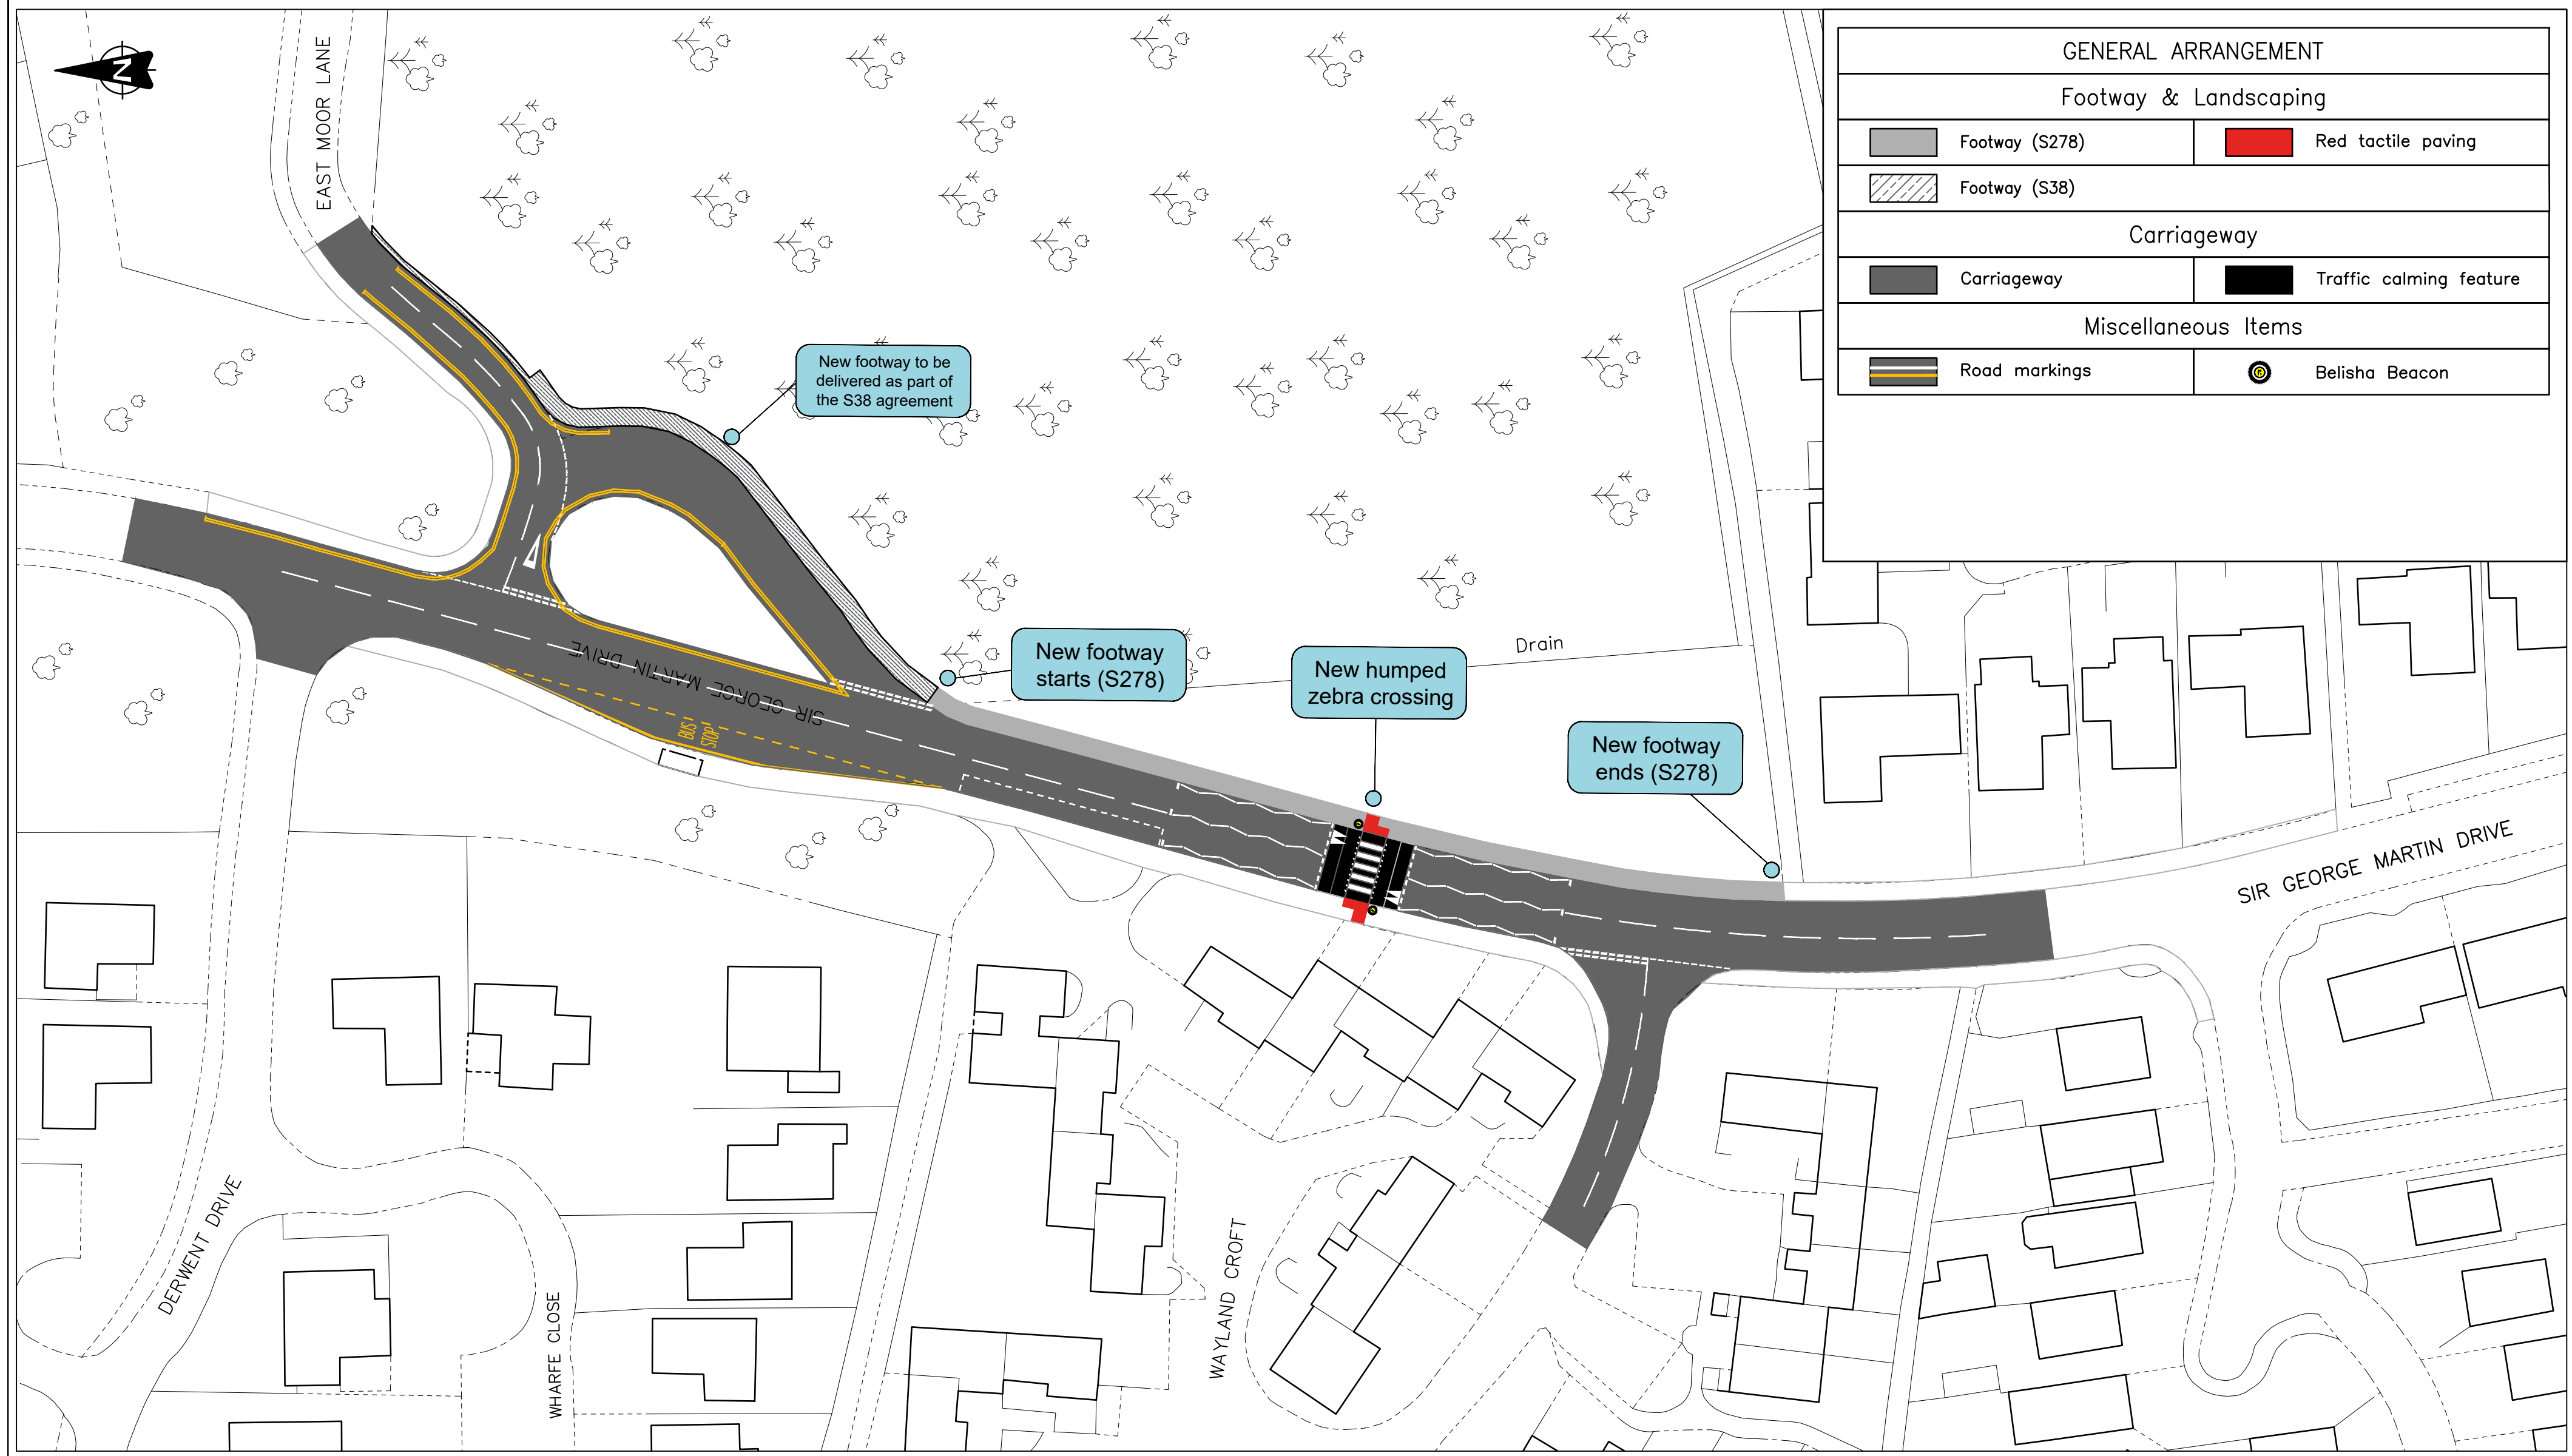 N
EAST MOOR LANE
GENERAL ARRANGEMENT
Footway & Landscaping
Footway (S278)
Red tactile paving
Footway (S38)
Carriageway
Carriageway
Traffic calming feature
Miscellaneous Items
Road markings
Belisha Beacon
New footway to be
delivered as part of
the S38 agreement
New footway
starts (S278)
New humped
zebra crossing
Drain
New footway
ends (S278)
SIR GEORGE MARTIN DRIVE
BUS
STOP
SIR GEORGE MARTIN DRIVE
DERWENT DRIVE
WHARFE CLOSE
WAYLAND CROFT